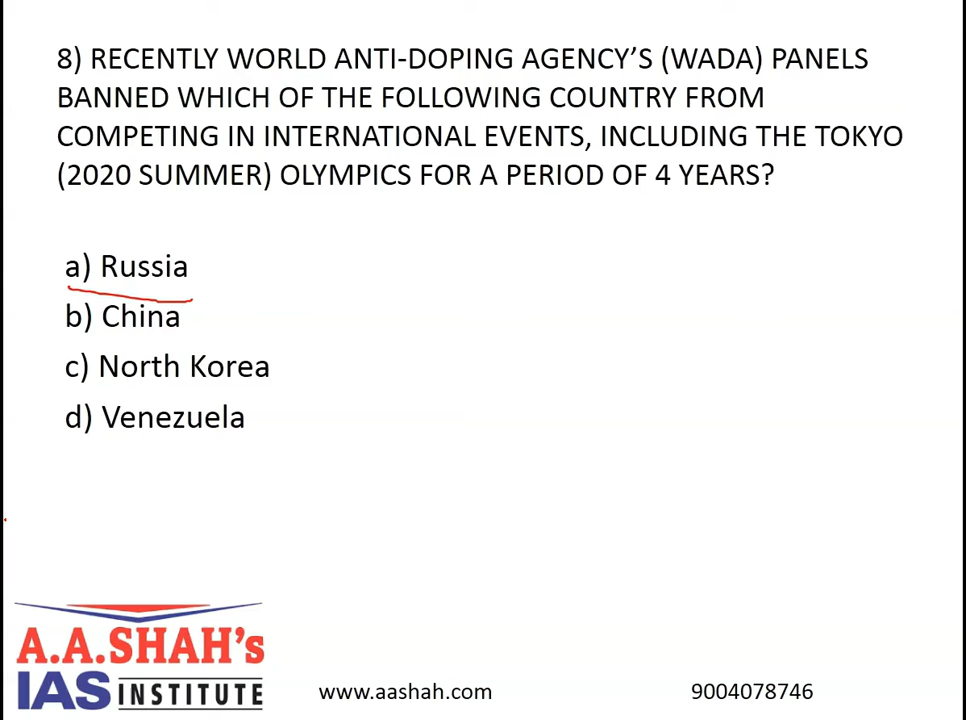 8) RECENTLY WORLD ANTI-DOPING AGENCY’S (WADA) PANELS
BANNED WHICH OF THE FOLLOWING COUNTRY FROM
COMPETING IN INTERNATIONAL EVENTS, INCLUDING THE TOKYO
(2020 SUMMER) OLYMPICS FOR A PERIOD OF 4 YEARS?
a) Russia
b) China
c) North Korea
d) Venezuela
A.A.SHAH’s
IAS INSTITUTE
www.aashah.com 9004078746